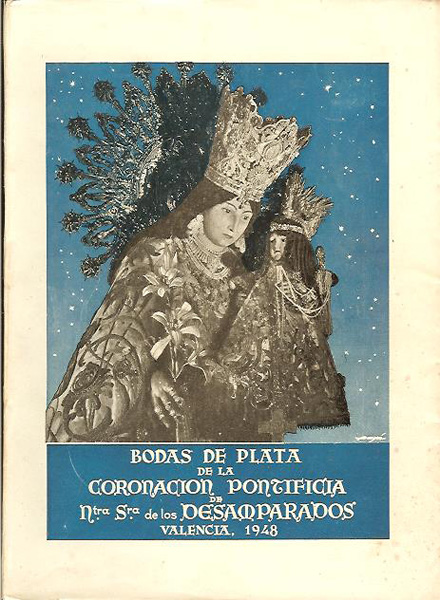 BODAS DE PLATA
DE LA
CORONACION PONTIFICIA
DE
Ntra Sra de los DESAMPARADOS
VALENCIA, 1948